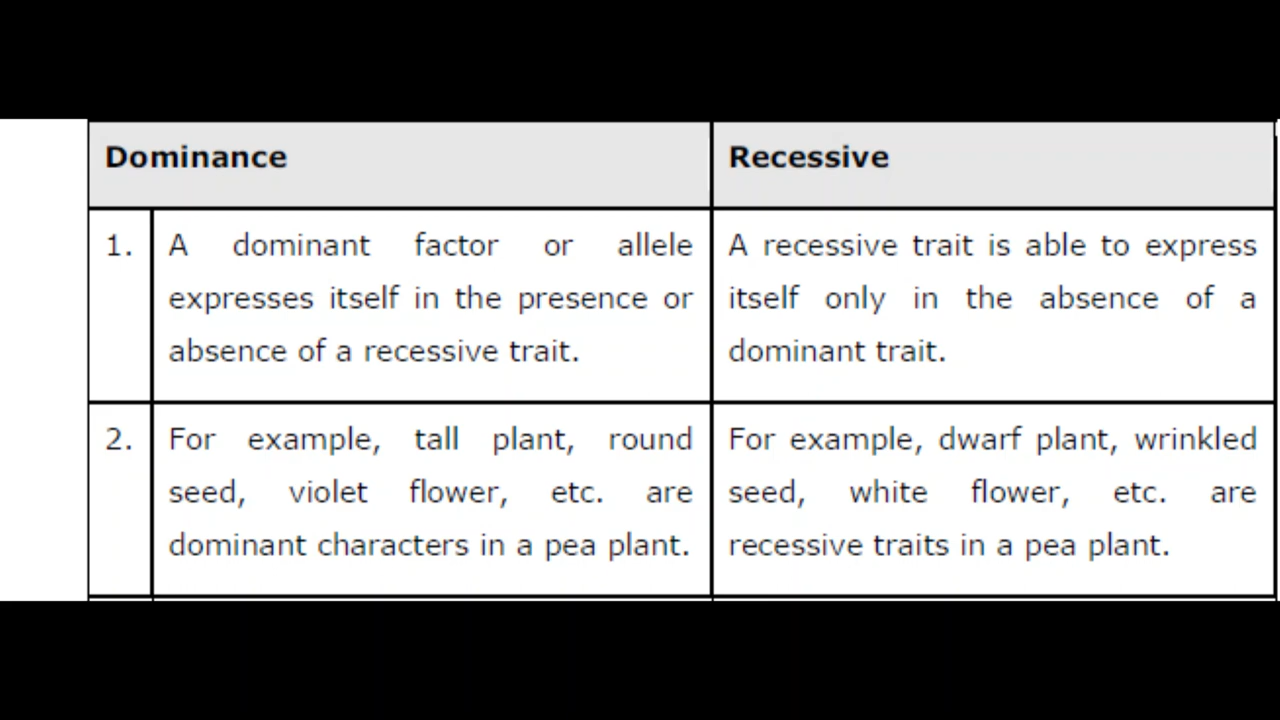 Dominance
Recessive
1.
A dominant factor or allele
expresses itself in the presence or
absence of a recessive trait.
A recessive trait is able to express
itself only in the absence of a
dominant trait.
2.
For example, tall plant, round
seed, violet flower, etc. are
dominant characters in a pea plant.
For example, dwarf plant, wrinkled
seed, white flower, etc. are
recessive traits in a pea plant.